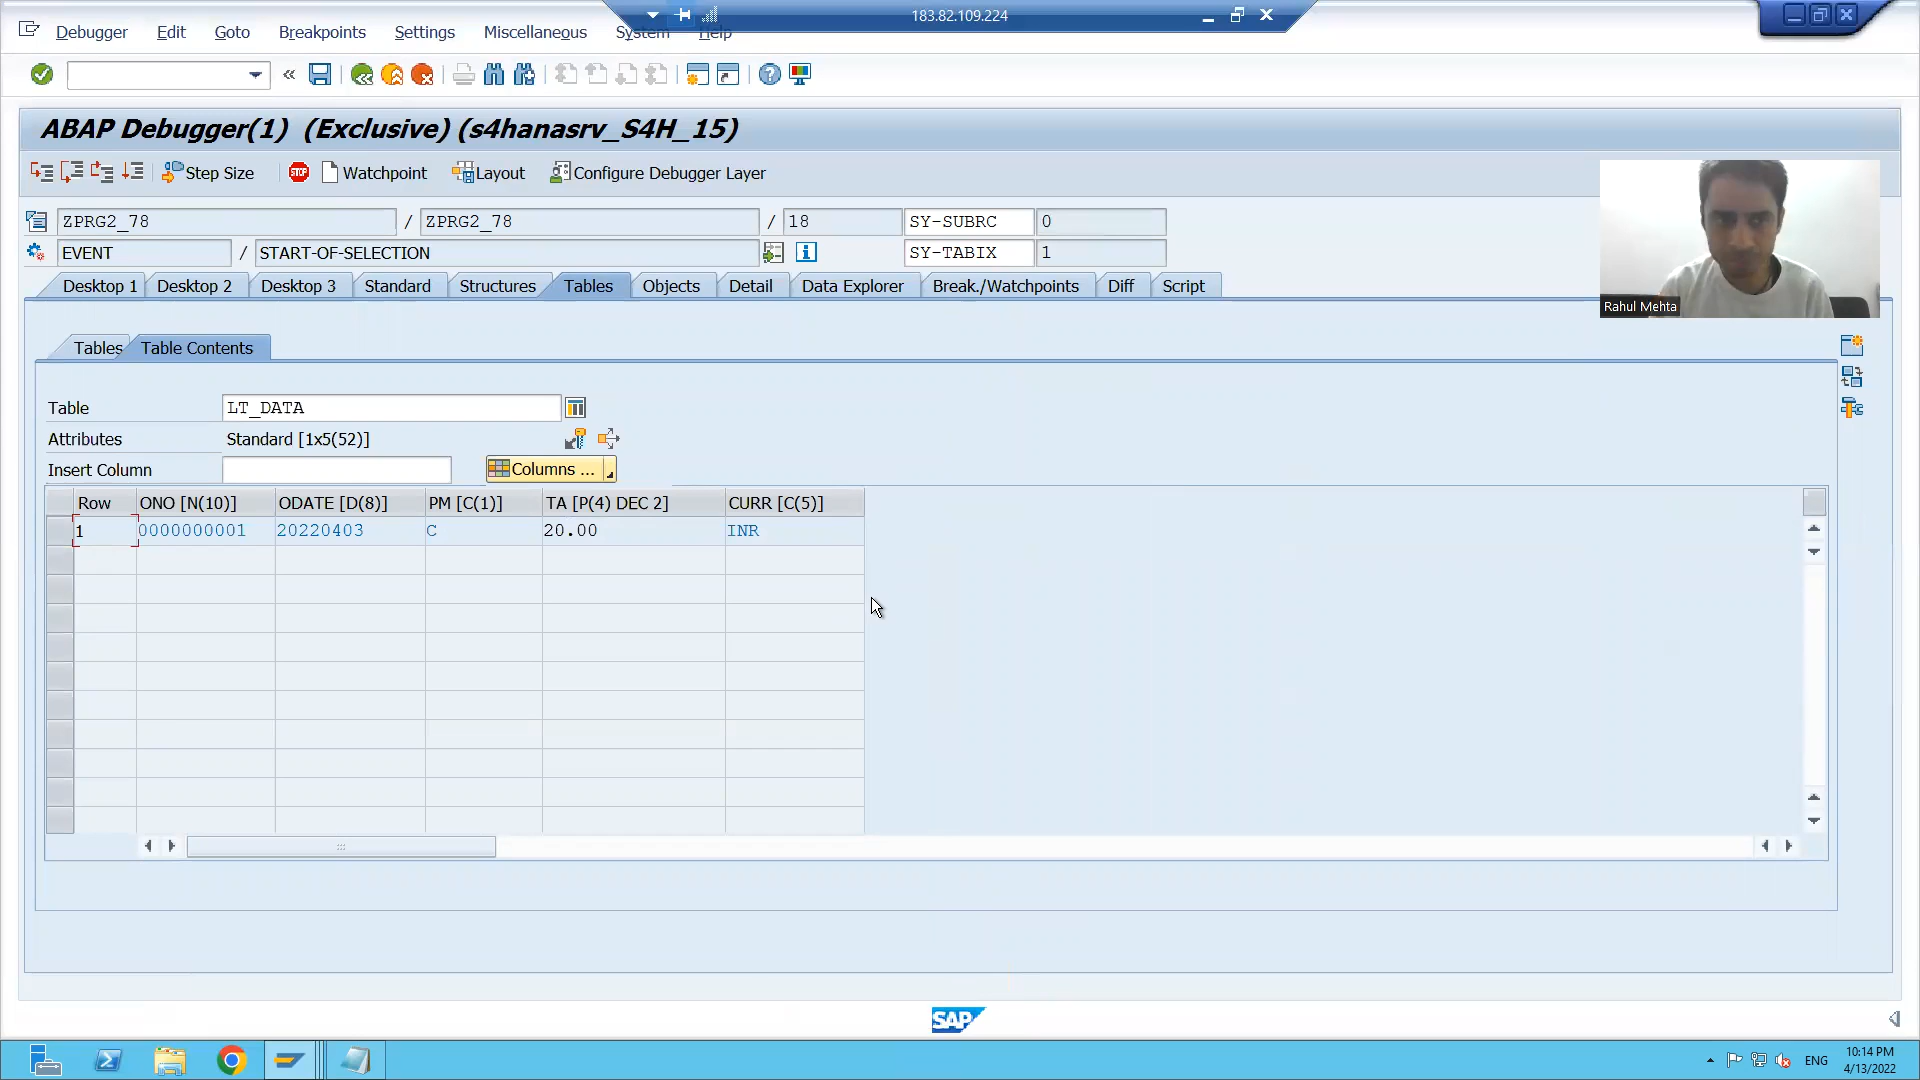 183.82.109.224
Debugger Edit Goto Breakpoints Settings Miscellaneous System Help
ABAP Debugger(1) (Exclusive) (s4hanasrv_S4H_15)
Step Size STOP Watchpoint Layout Configure Debugger Layer
ZPRG2_78 / ZPRG2_78 / 18 SY-SUBRC 0
EVENT / START-OF-SELECTION SY-TABIX 1
Rahul Mehta
Desktop 1 Desktop 2 Desktop 3 Standard Structures Tables Objects Detail Data Explorer Break./Watchpoints Diff Script
Tables Table Contents
Table LT_DATA
Attributes Standard [1x5(52)]
Insert Column Columns ...
Row ONO [N(10)] ODATE [D(8)] PM [C(1)] TA [P(4) DEC 2] CURR [C(5)]
1 0000000001 20220403 C 20.00 INR
SAP
ENG 10:14 PM
4/13/2022